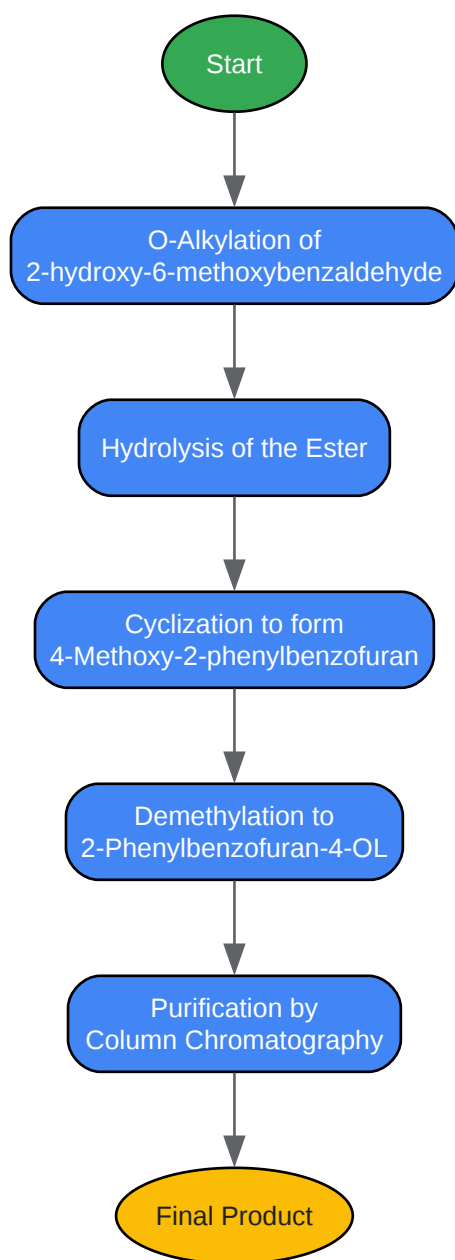 Start
O-Alkylation of
2-hydroxy-6-methoxybenzaldehyde
Hydrolysis of the Ester
Cyclization to form
4-Methoxy-2-phenylbenzofuran
Demethylation to
2-Phenylbenzofuran-4-OL
Purification by
Column Chromatography
Final Product